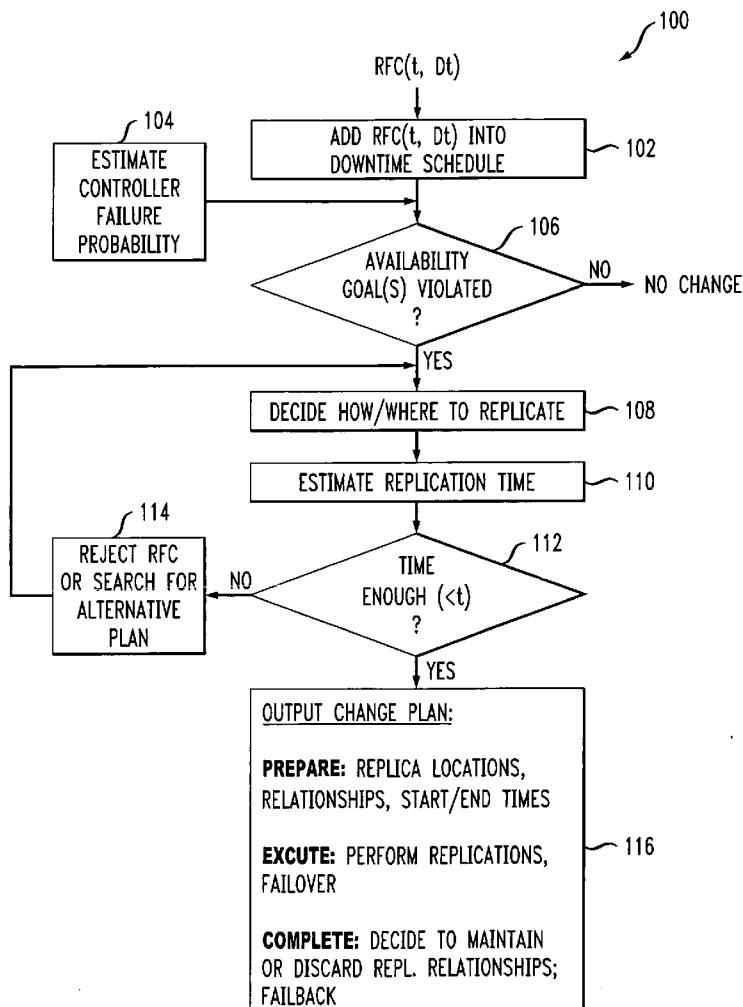 100
RFC(t, Dt)
104
ADD RFC(t, Dt) INTO
DOWNTIME SCHEDULE
102
ESTIMATE
CONTROLLER
FAILURE
PROBABILITY
106
AVAILABILITY
GOAL(S) VIOLATED
?
NO
NO CHANGE
YES
DECIDE HOW/WHERE TO REPLICATE
108
ESTIMATE REPLICATION TIME
110
114
REJECT RFC
OR SEARCH FOR
ALTERNATIVE
PLAN
NO
112
TIME
ENOUGH (<t)
?
YES
OUTPUT CHANGE PLAN:
PREPARE: REPLICA LOCATIONS,
RELATIONSHIPS, START/END TIMES
EXCUTE: PERFORM REPLICATIONS,
FAILOVER
116
COMPLETE: DECIDE TO MAINTAIN
OR DISCARD REPL. RELATIONSHIPS;
FAILBACK